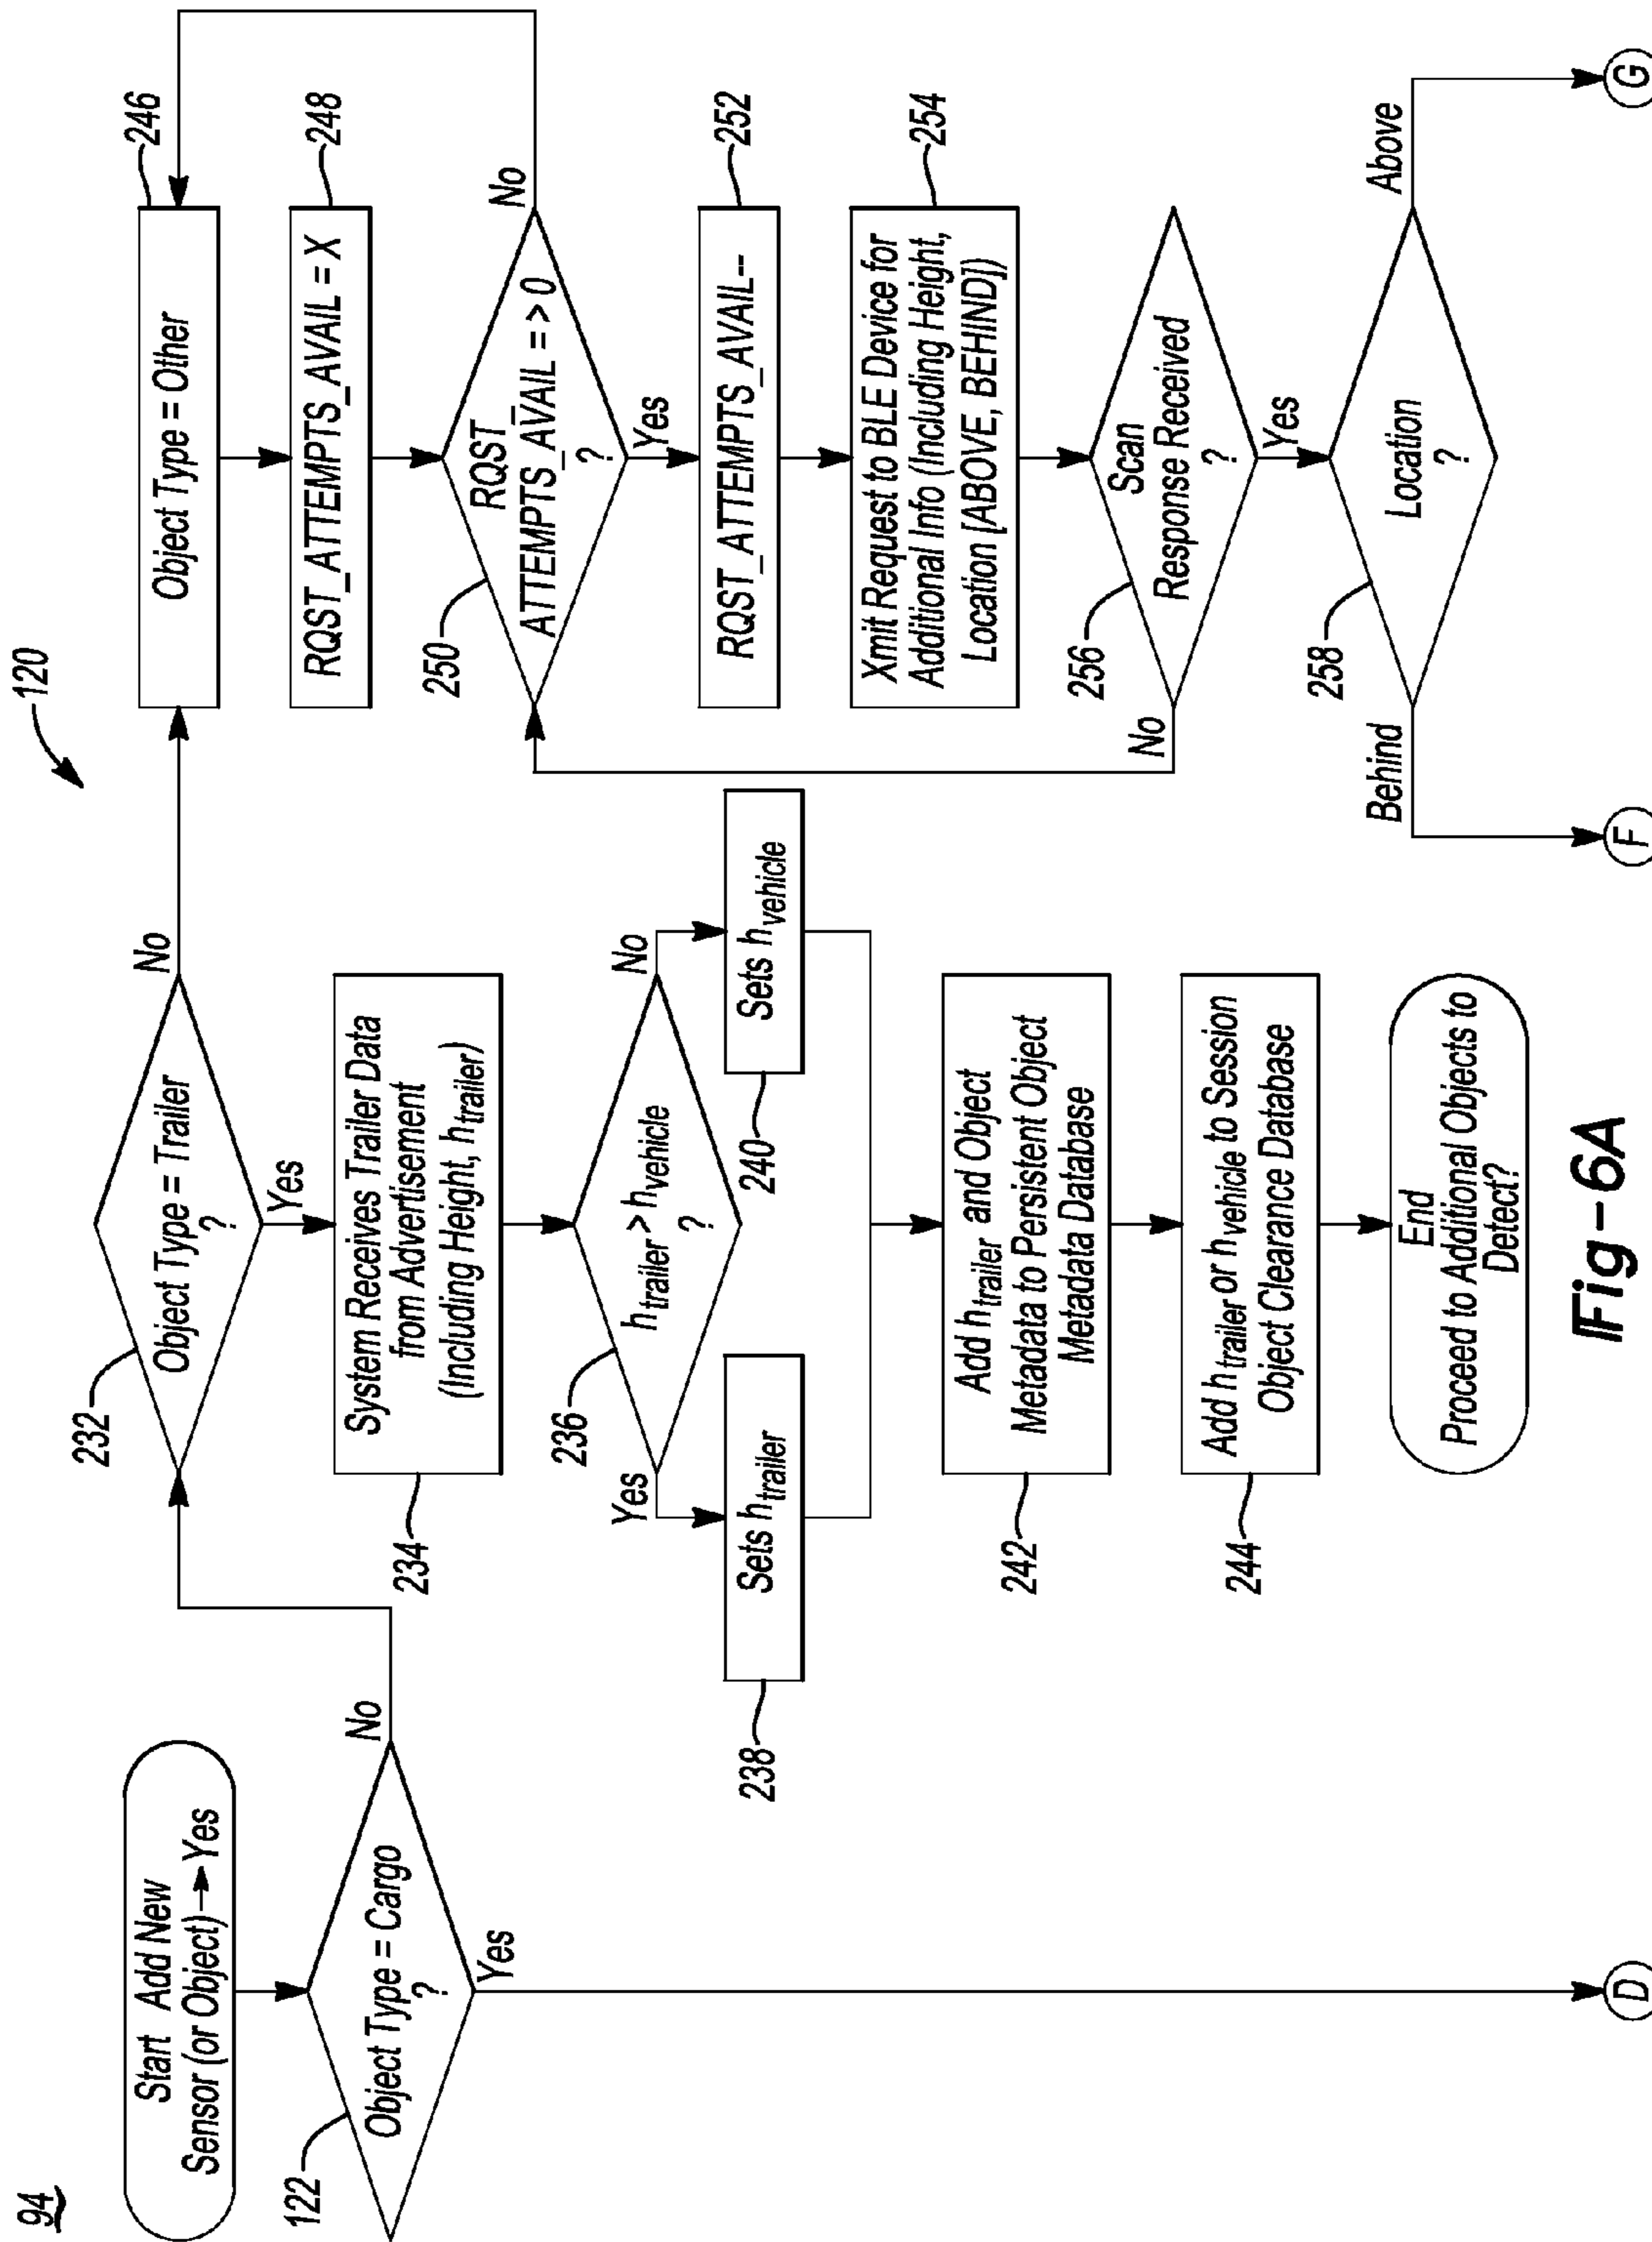 94
120
Start Add New
Sensor (or Object)→Yes
122
Object Type = Cargo
?
No
Yes
D
232
Object Type = Trailer
?
No
Yes
234
System Receives Trailer Data
from Advertisement
(Including Height, htrailer)
236
htrailer > hvehicle
?
Yes
No
238
Sets htrailer
240
Sets hvehicle
242
Add htrailer and Object
Metadata to Persistent Object
Metadata Database
244
Add htrailer or hvehicle to Session
Object Clearance Database
End
Proceed to Additional Objects to
Detect?
246
Object Type = Other
248
RQST_ATTEMPTS_AVAIL = X
250
RQST_
ATTEMPTS_AVAIL = > 0
?
No
Yes
252
RQST_ATTEMPTS_AVAIL--
254
Xmit Request to BLE Device for
Additional Info (Including Height,
Location [ABOVE, BEHIND])
256
Scan
Response Received
?
No
Yes
258
Location
?
Behind
Above
F
G
Fig-6A